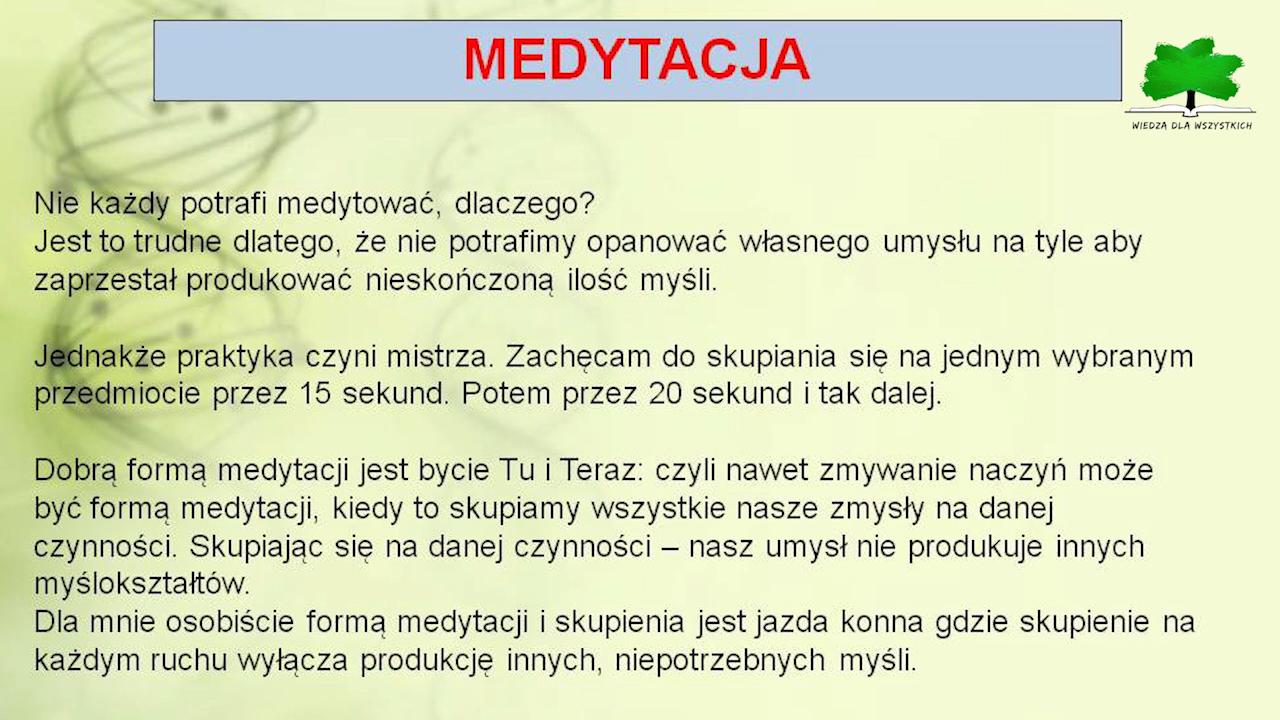 MEDYTACJA
WIEDZA DLA WSZYSTKICH
Nie każdy potrafi medytować, dlaczego?
Jest to trudne dlatego, że nie potrafimy opanować własnego umysłu na tyle aby
zaprzestał produkować nieskończoną ilość myśli.
Jednakże praktyka czyni mistrza. Zachęcam do skupiania się na jednym wybranym
przedmiocie przez 15 sekund. Potem przez 20 sekund i tak dalej.
Dobrą formą medytacji jest bycie Tu i Teraz: czyli nawet zmywanie naczyń może
być formą medytacji, kiedy to skupiamy wszystkie nasze zmysły na danej
czynności. Skupiając się na danej czynności – nasz umysł nie produkuje innych
myślokształtów.
Dla mnie osobiście formą medytacji i skupienia jest jazda konna gdzie skupienie na
każdym ruchu wyłącza produkcję innych, niepotrzebnych myśli.